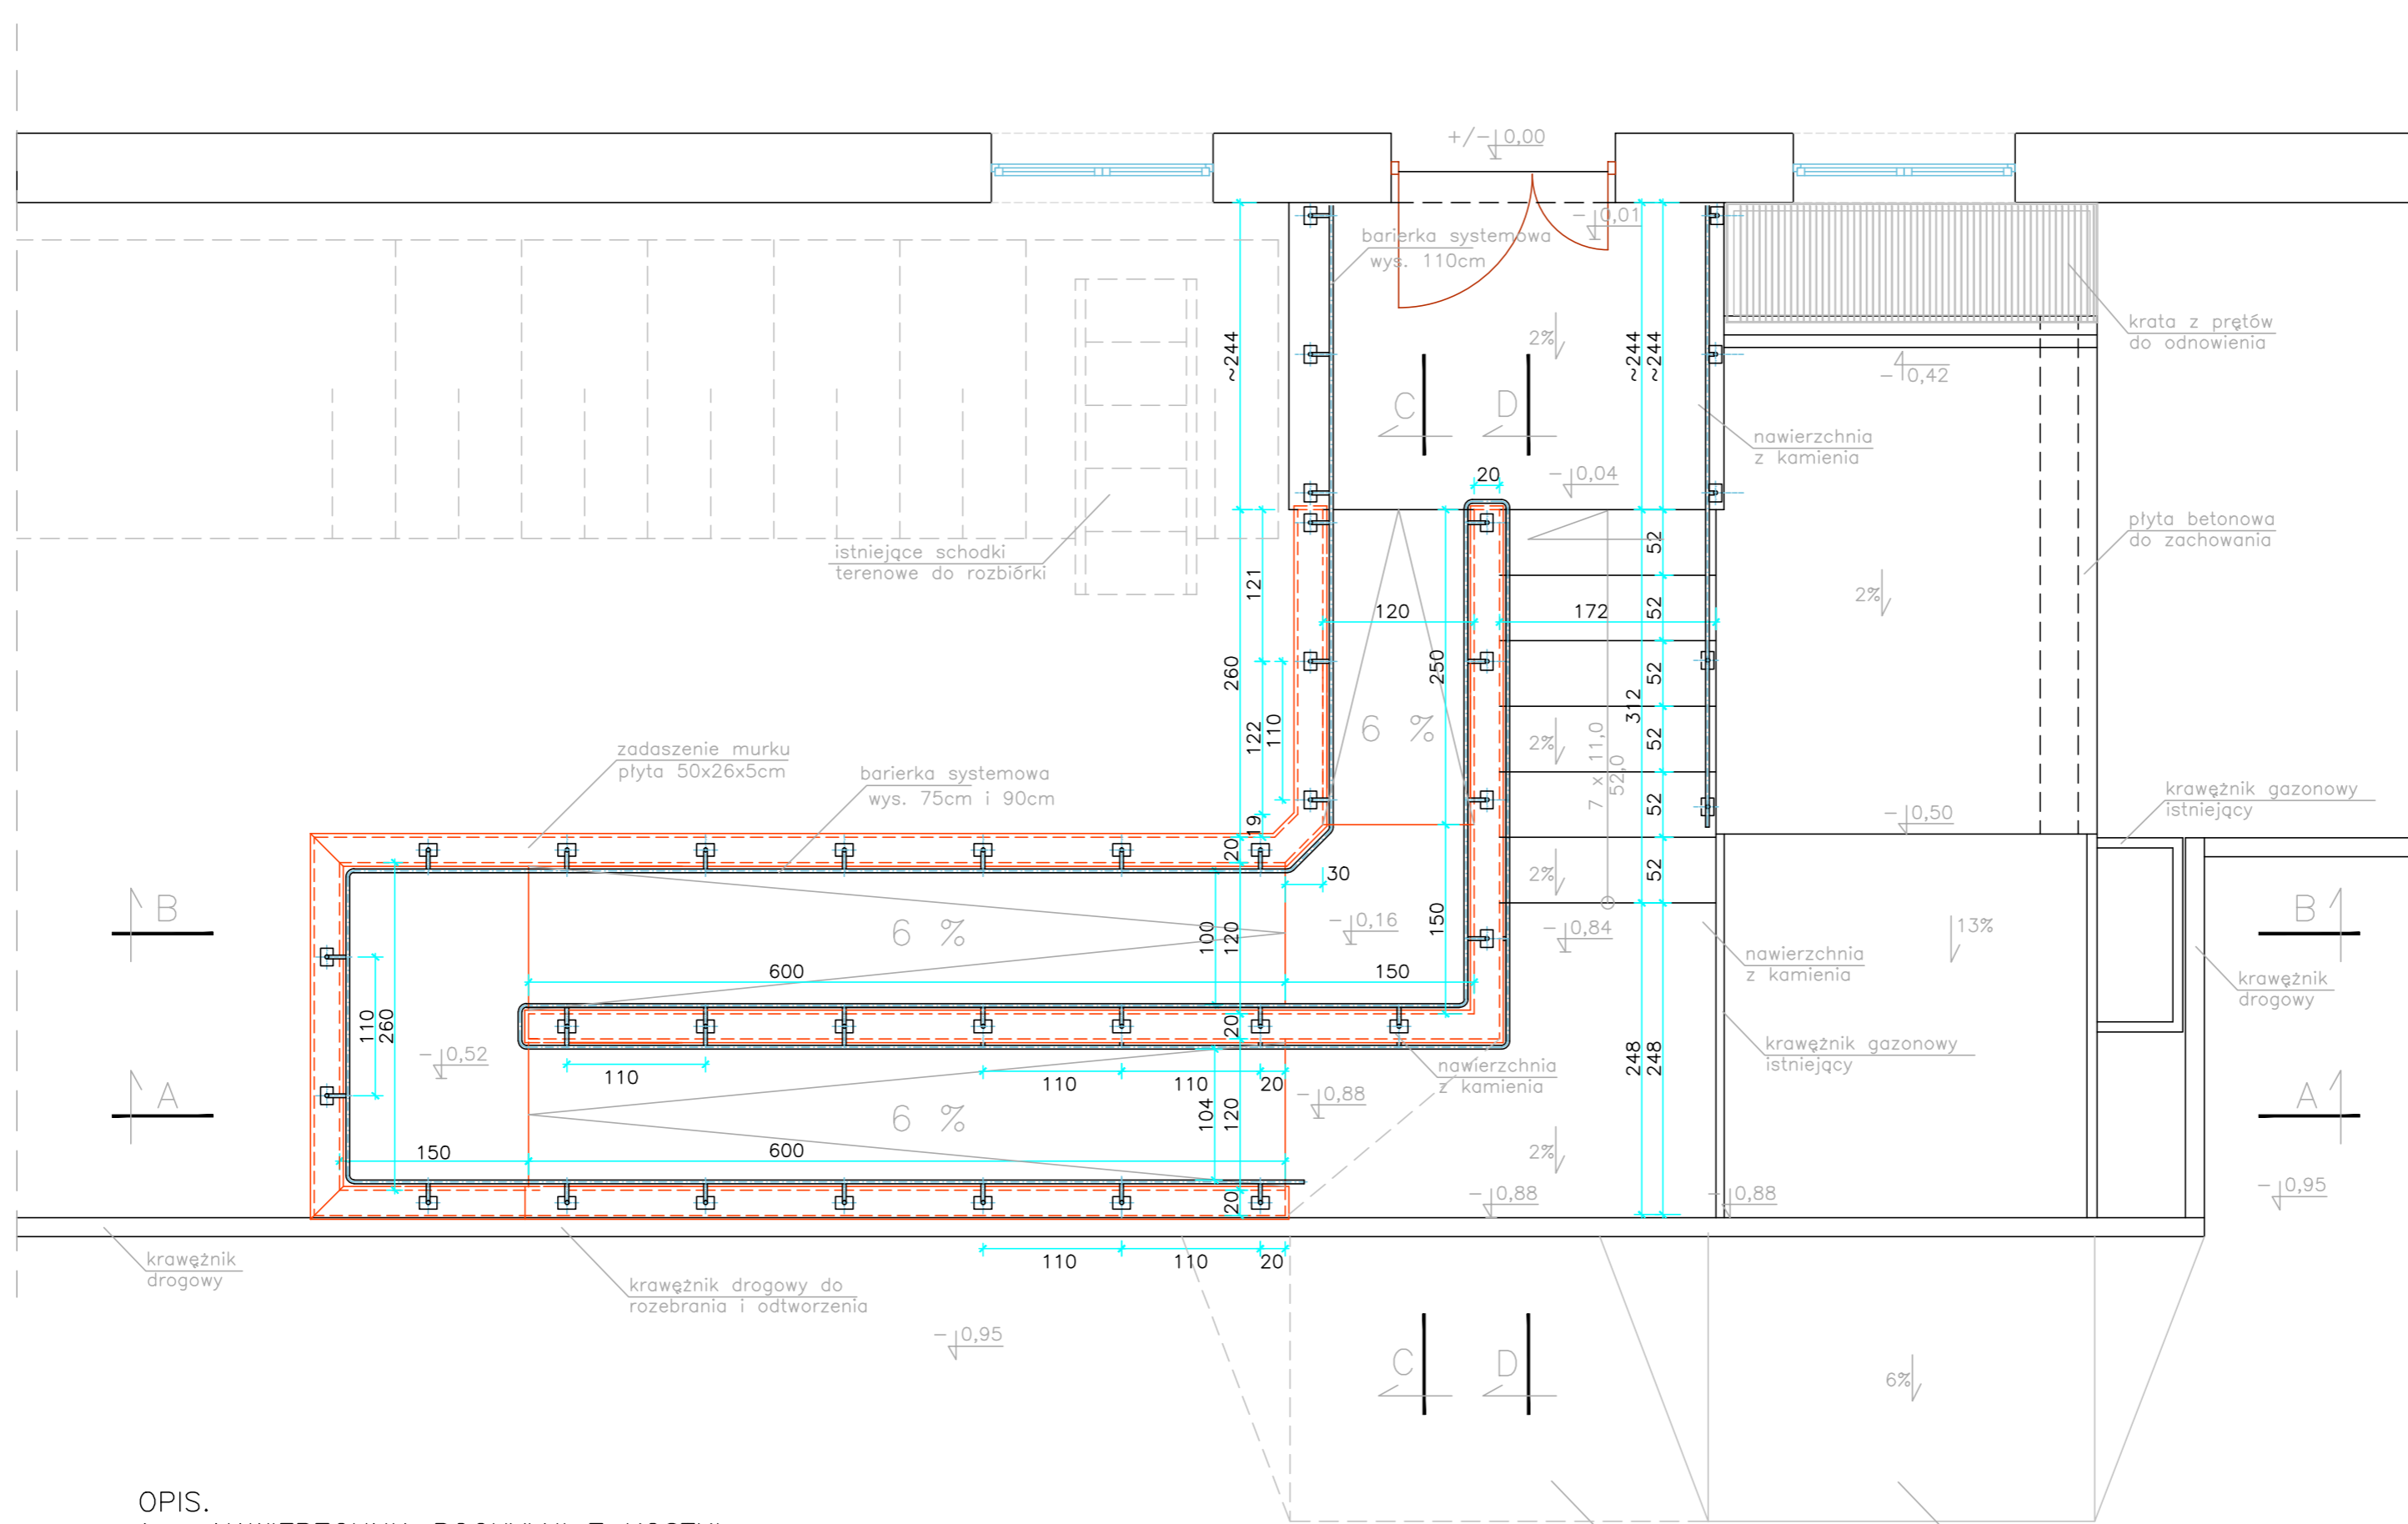 +/- 0,00
- 0,01
barierka systemowa
wys. 110cm
2%
~244
~244
~244
krata z prętów
do odnowienia
- 0,42
C
D
nawierzchnia
z kamienia
20
- 0,04
płyta betonowa
do zachowania
istniejące schodki
terenowe do rozbiórki
52
121
120
172
52
2%
260
250
52
312
122
110
6 %
2%
7 x 11,0
52,0
52
zadaszenie murku
płyta 50x26x5cm
barierka systemowa
wys. 75cm i 90cm
52
krawężnik gazonowy
istniejący
- 0,50
19
20
30
2%
52
B
6 %
100
120
- 0,16
150
- 0,84
nawierzchnia
z kamienia
13%
B
krawężnik
drogowy
600
150
110
260
20
- 0,52
110
110
110
20
nawierzchnia
z kamienia
248
248
krawężnik gazonowy
istniejący
A
6 %
104
120
- 0,88
A
150
600
2%
20
- 0,88
- 0,88
- 0,95
krawężnik
drogowy
110
110
20
krawężnik drogowy do
rozebrania i odtworzenia
- 0,95
C
D
6%
OPIS.